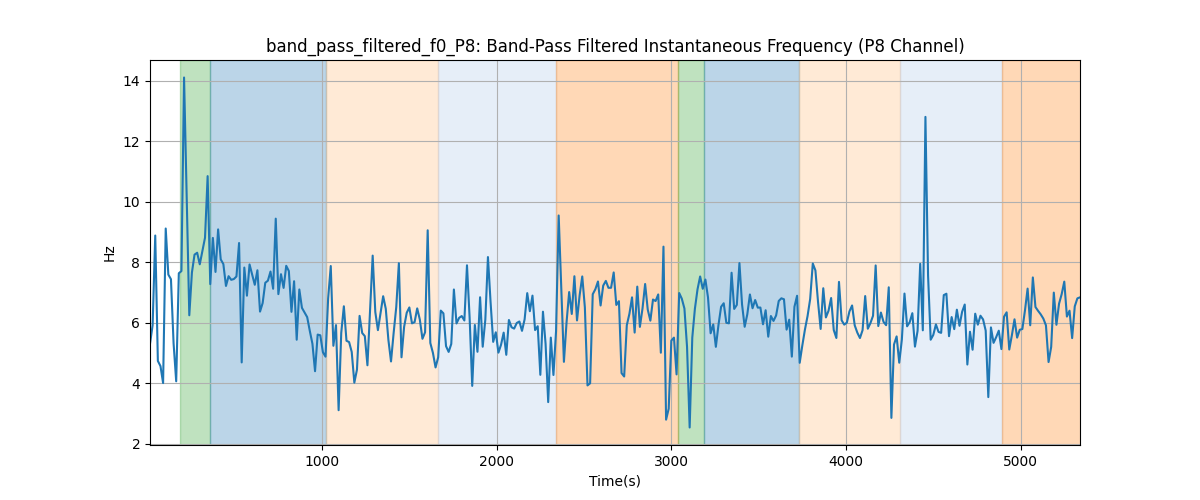 band_pass_filtered_f0_P8: Band-Pass Filtered Instantaneous Frequency (P8 Channel)
14
12
10
8
6
4
2
Hz
1000 2000 3000 4000 5000
Time(s)